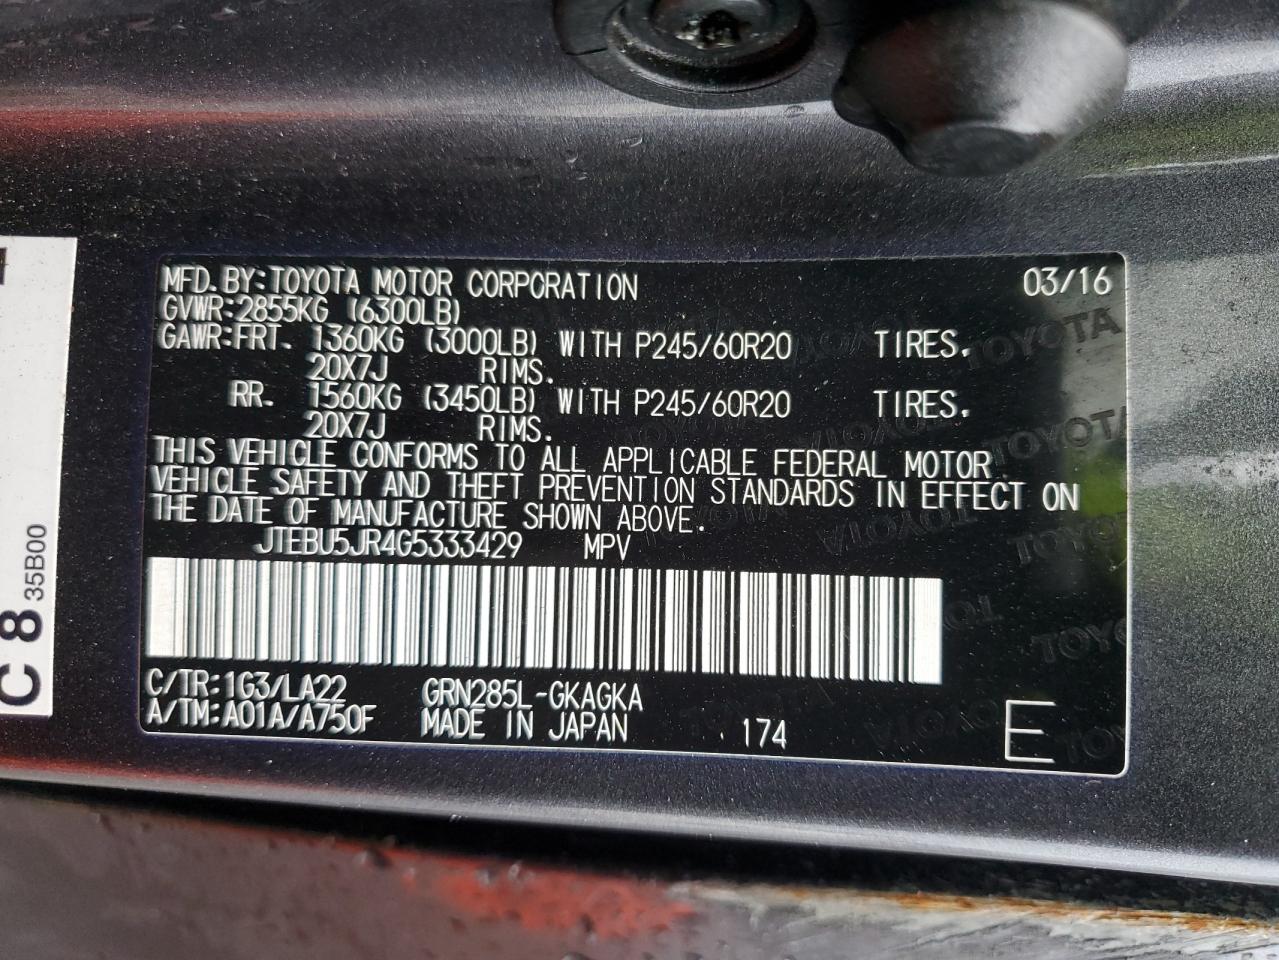 MFD.BY:TOYOTA MOTOR CORPORATION 03/16
GVWR:2855KG (6300LB)
GAWR:FRT. 1360KG (3000LB) WITH P245/60R20 TIRES.
20X7J RIMS.
RR. 1560KG (3450LB) WITH P245/60R20 TIRES.
20X7J RIMS.
THIS VEHICLE CONFORMS TO ALL APPLICABLE FEDERAL MOTOR
VEHICLE SAFETY AND THEFT PREVENTION STANDARDS IN EFFECT ON
THE DATE OF MANUFACTURE SHOWN ABOVE.
JTEBU5JR4G5333429 MPV
C/TR:1G3/LA22 GRN285L-GKAGKA
A/TM:A01A/A750F MADE IN JAPAN 174 E
TOYOTA
TOYOTA
C8
35B00